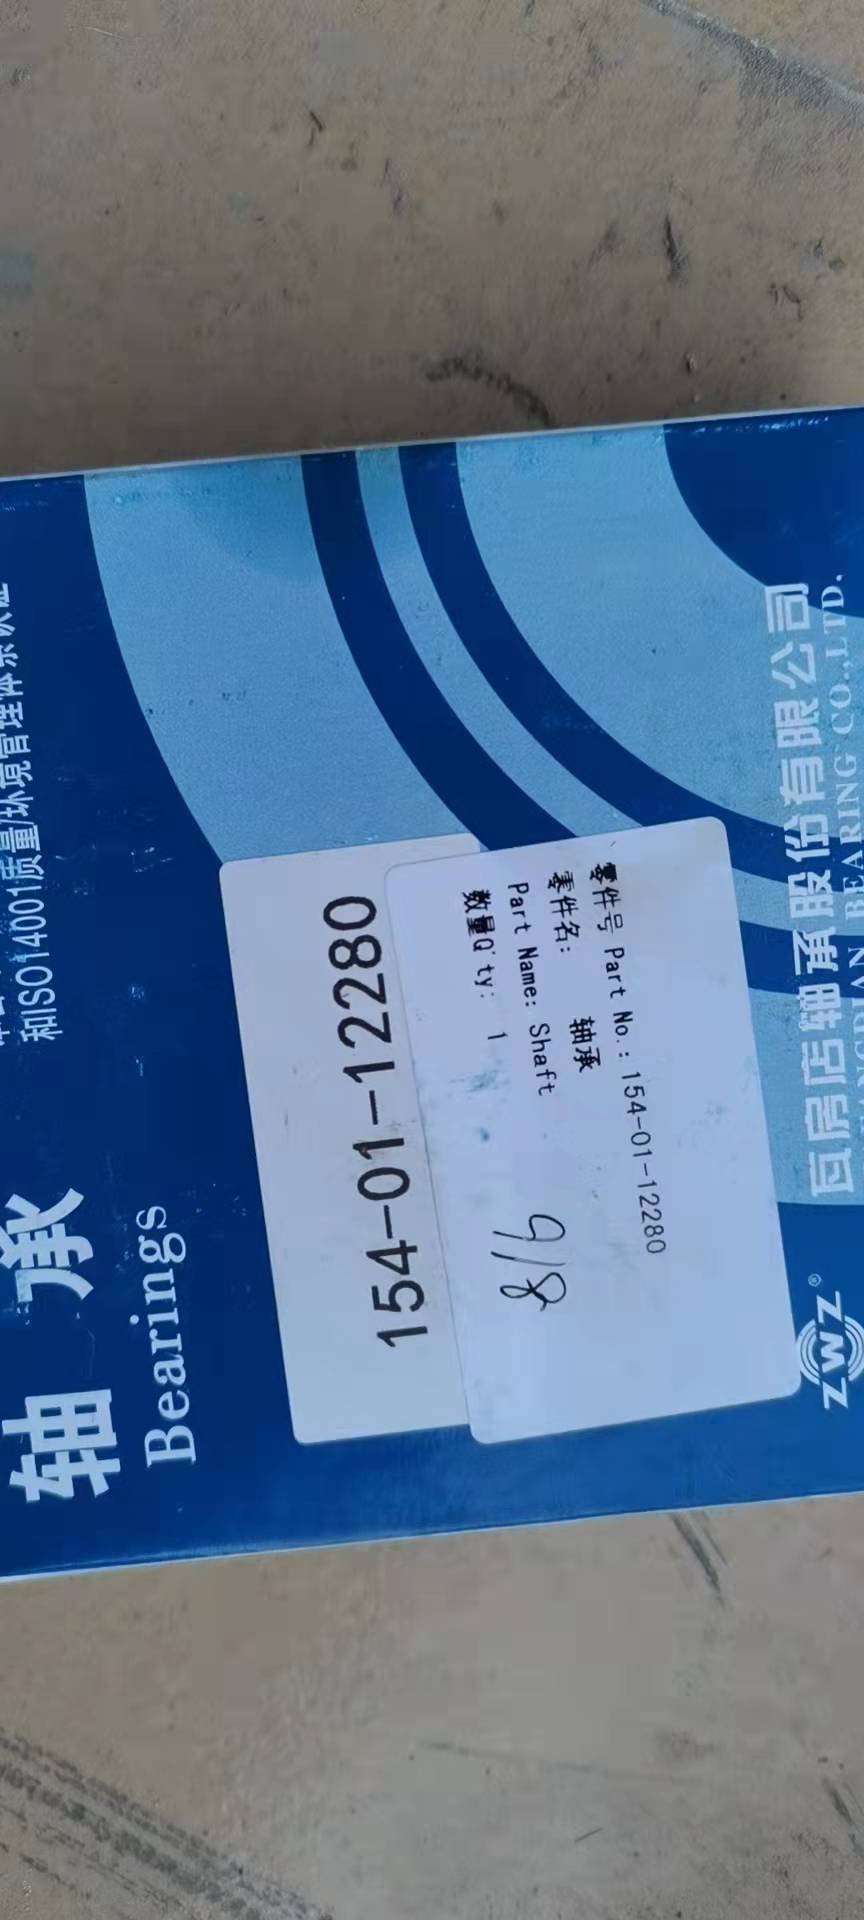 和ISO14001质量/环境管理体系认证
轴承
Bearings
154-01-12280
零件号 Part No.: 154-01-12280
零件名: 轴承
Part Name: Shaft
数量Q'ty: 1
918
瓦房店轴承股份有限公司
BEARING CO.,LTD.
ZWZ®